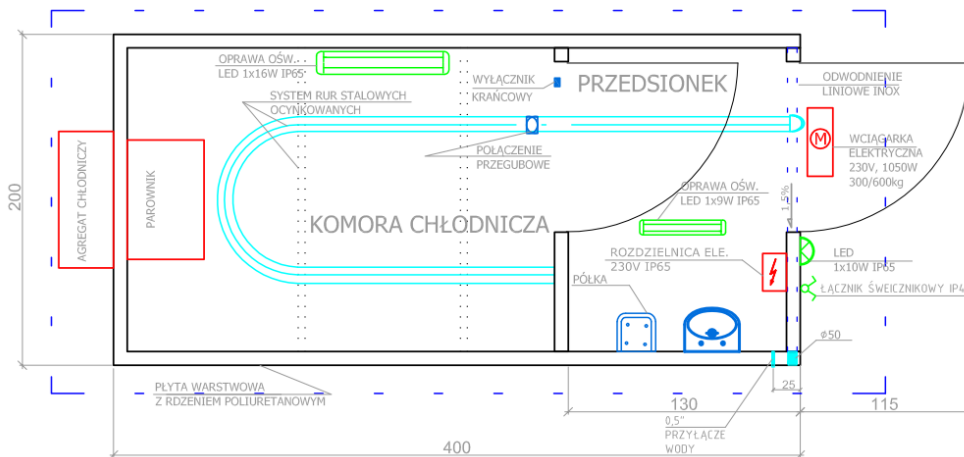 OPRAWA OŚW.
LED 1x16W IP65
SYSTEM RUR STALOWYCH
OCYNKOWANYCH
WYŁĄCZNIK
KRAŃCOWY
PRZEDSIONEK
ODWODNIENIE
LINIOWE INOX
POŁĄCZENIE
PRZEGUBOWE
M
WCIĄGARKA
ELEKTRYCZNA
230V, 1050W
300/600kg
200
AGREGAT CHŁODNICZY
PAROWNIK
KOMORA CHŁODNICZA
OPRAWA OŚW.
LED 1x9W IP65
1,5%
ROZDZIELNICA ELE.
230V IP65
LED
1x10W IP65
PÓŁKA
ŁĄCZNIK ŚWEICZNIKOWY IP4
ø50
PŁYTA WARSTWOWA
Z RDZENIEM POLIURETANOWYM
25
130
115
0,5"
PRZYŁĄCZE
WODY
400